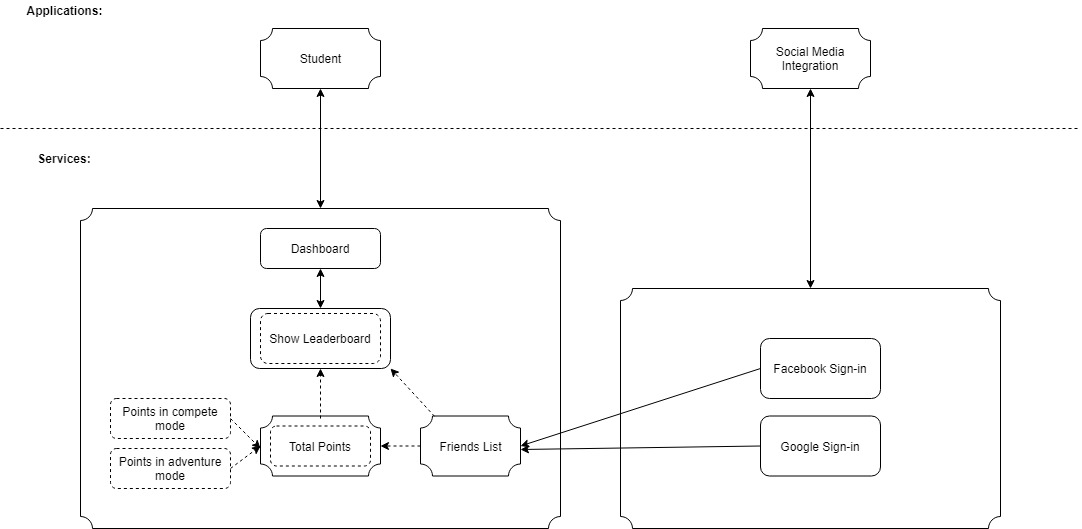 Applications:
Student
Social Media
Integration
Services:
Dashboard
Show Leaderboard
Facebook Sign-in
Points in compete
mode
Total Points
Friends List
Google Sign-in
Points in adventure
mode